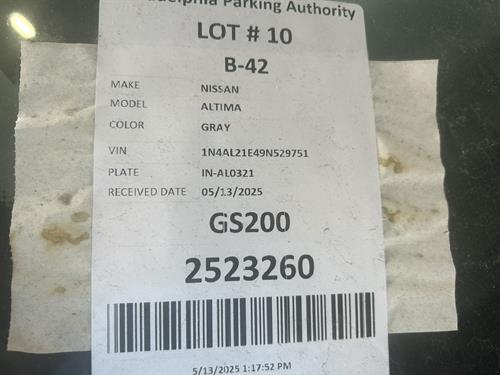 adelphia Parking Authority
LOT # 10
B-42
MAKE NISSAN
MODEL ALTIMA
COLOR GRAY
VIN 1N4AL21E49N529751
PLATE IN-AL0321
RECEIVED DATE 05/13/2025
GS200
2523260
5/13/2025 1:17:52 PM